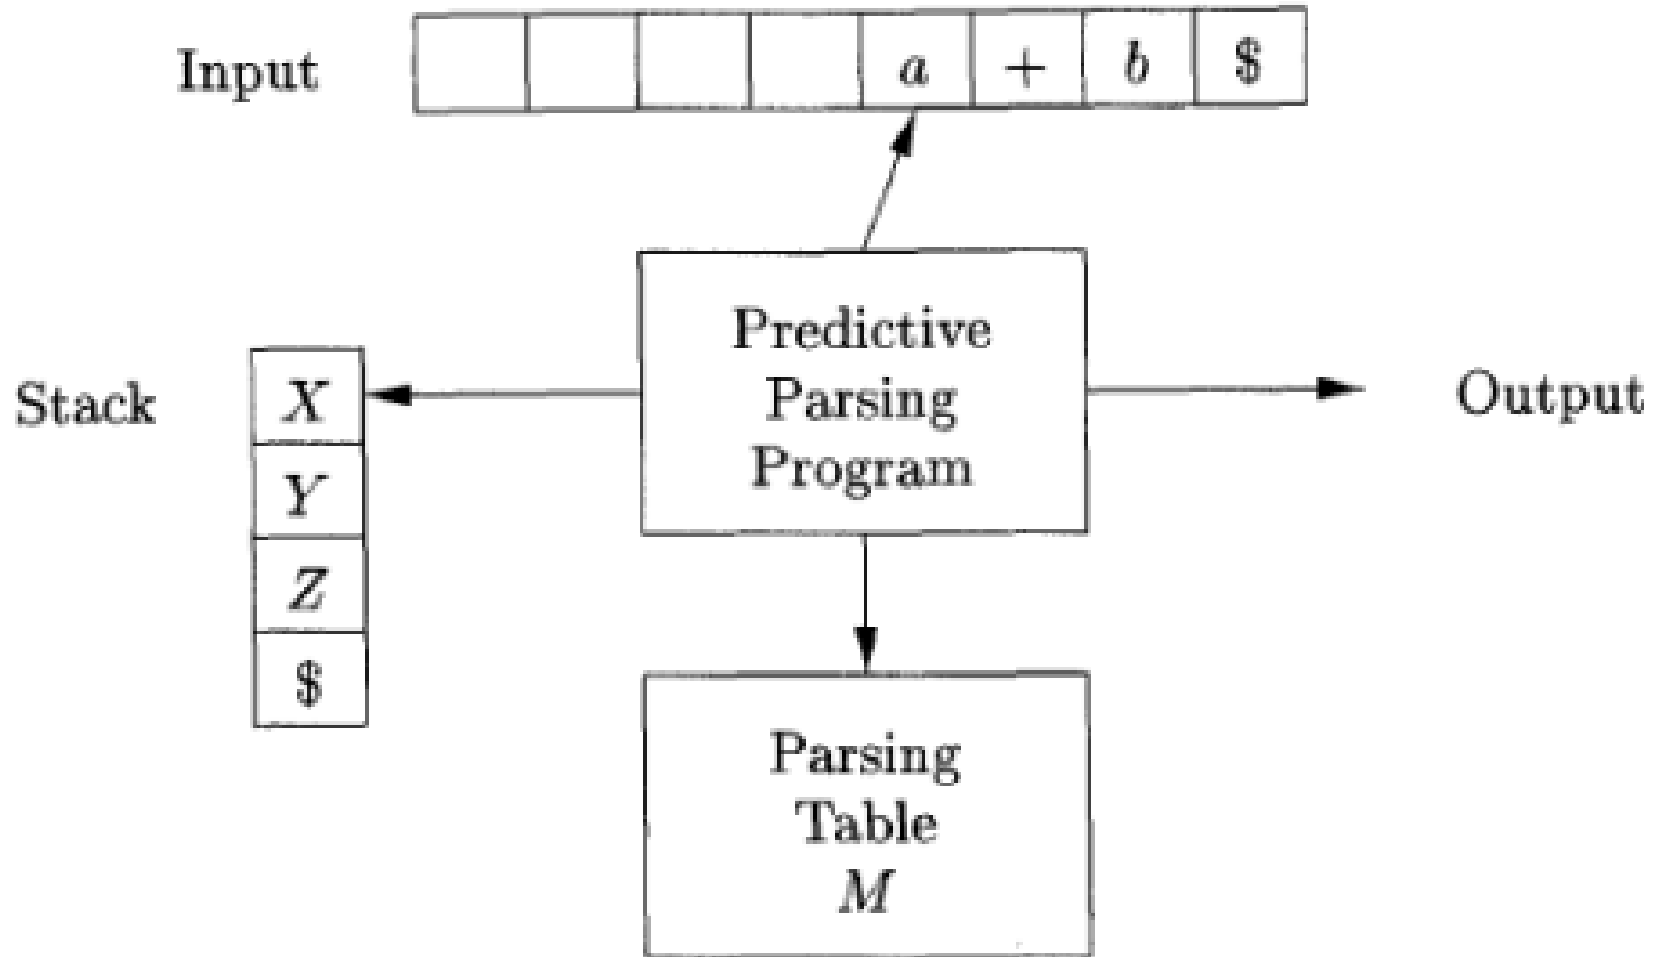 Input
a + b $
Predictive
Parsing
Program
Stack
X
Y
Z
$
Output
Parsing
Table
M